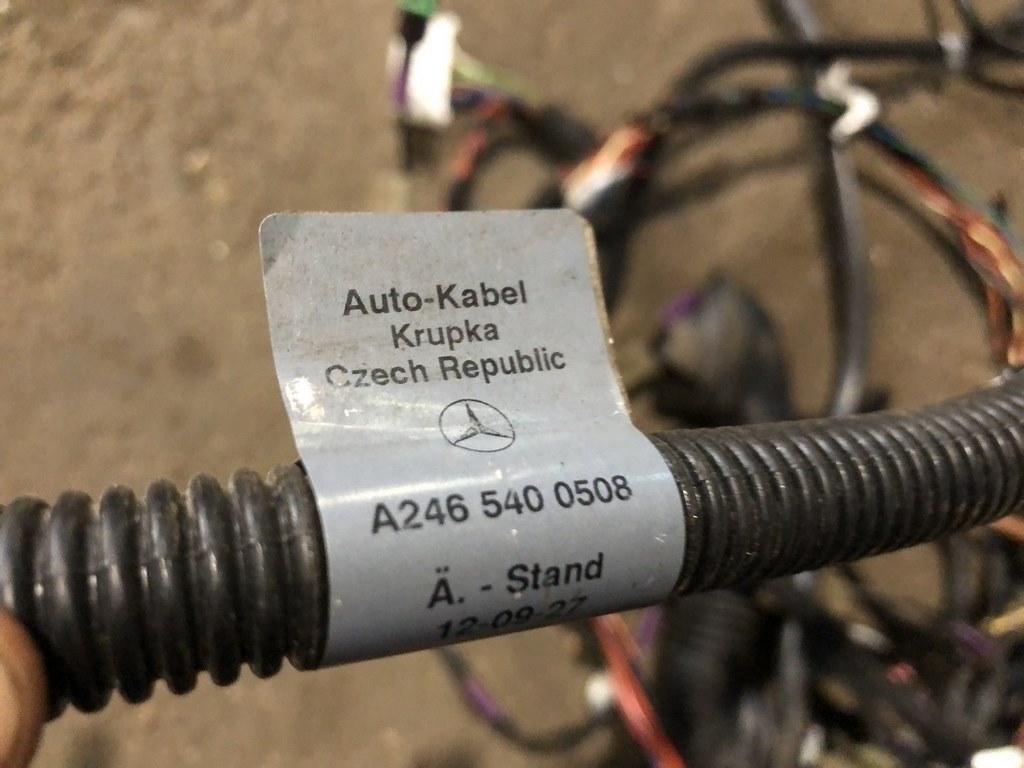 Auto-Kabel
Krupka
Czech Republic
A246 540 0508
Ä. - Stand
12-09-27